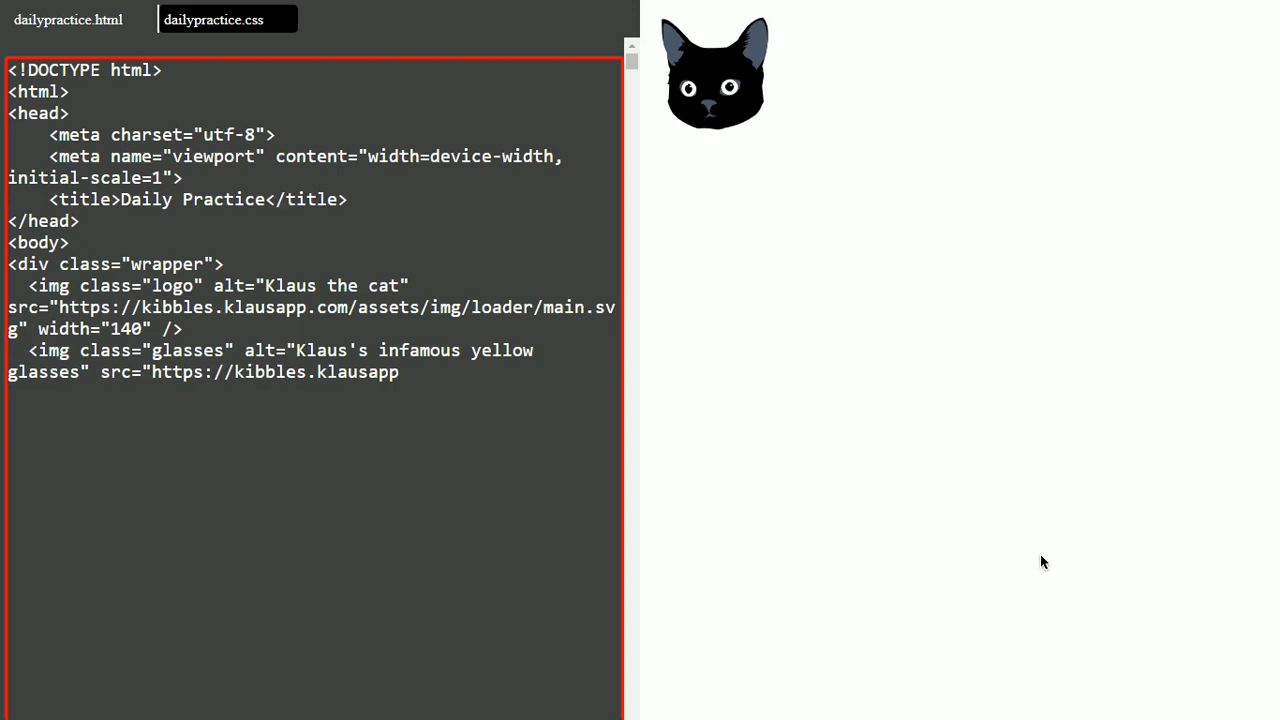 dailypractice.html
dailypractice.css
<!DOCTYPE html>
<html>
<head>
    <meta charset="utf-8">
    <meta name="viewport" content="width=device-width,
initial-scale=1">
    <title>Daily Practice</title>
</head>
<body>
<div class="wrapper">
  <img class="logo" alt="Klaus the cat"
src="https://kibbles.klausapp.com/assets/img/loader/main.sv
g" width="140" />
  <img class="glasses" alt="Klaus's infamous yellow
glasses" src="https://kibbles.klausapp